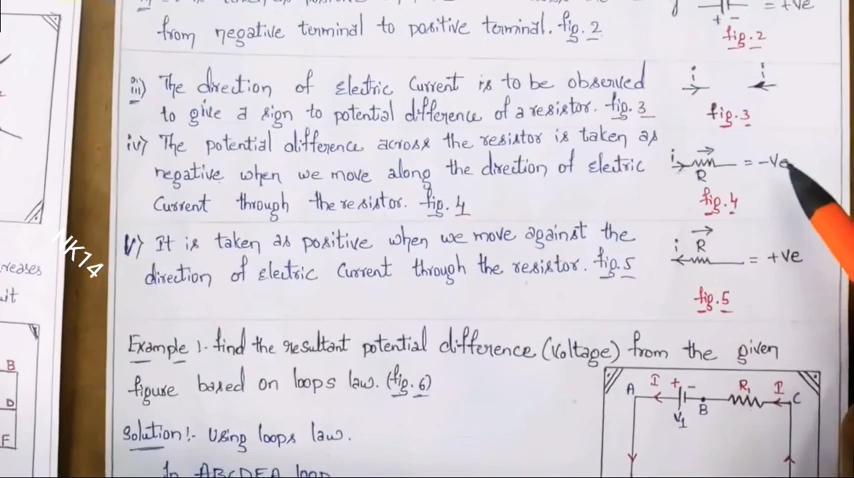 = +ve
+ -
from negative terminal to positive terminal. fig.2
fig.2
iii) The direction of Electric Current is to be observed
to give a sign to potential difference of a resistor. fig.3
i i
fig.3
iv) The potential difference across the resistor is taken as
negative when we move along the direction of Electric
Current through the resistor. fig.4
i R = -ve
fig.4
v) It is taken as positive when we move against the
direction of Electric Current through the resistor. fig.5
i R = +ve
fig.5
NK14
B
D
F
Example 1. find the resultant potential difference (Voltage) from the given
figure based on loops law. (fig.6)
Solution:- Using loops law.
In ABCDEFA loop
A I + - B R1 I C
V1